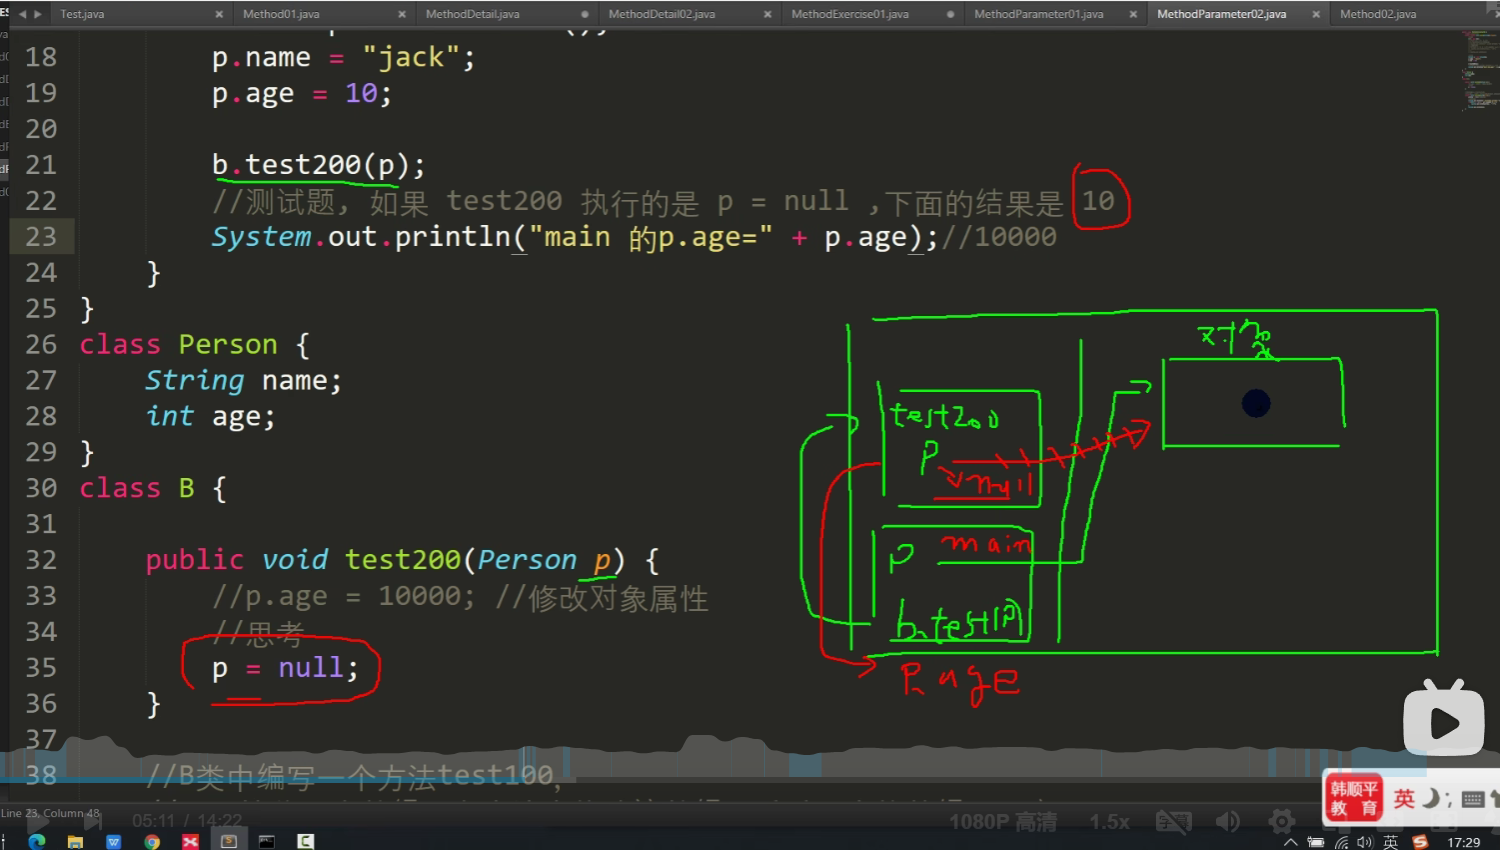 Test.java × Method01.java × MethodDetail.java MethodDetail02.java × MethodExercise01.java MethodParameter01.java × MethodParameter02.java × Method02.java
18 p.name = "jack";
19 p.age = 10;
20
21 b.test200(p);
22 //测试题, 如果 test200 执行的是 p = null ,下面的结果是 10
23 System.out.println("main 的p.age=" + p.age);//10000
24 }
25 }
26 class Person {
27 String name;
28 int age;
29 }
30 class B {
31
32 public void test200(Person p) {
33 //p.age = 10000; //修改对象属性
34 //思考
35 p = null;
36 }
37
38 //B类中编写一个方法test100,
对象
test200
p
null
p main
b.test(p)
p.age
韩顺平
教 育
英
Line 23, Column 48
05:11 / 14:22
1080P 高清 1.5x 字幕
英 17:29